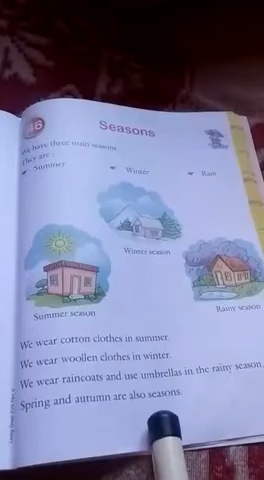 46
Seasons
We have three main seasons
They are :
Summer Winter Rain
Winter season
Summer season Rainy season
We wear cotton clothes in summer.
We wear woollen clothes in winter.
We wear raincoats and use umbrellas in the rainy season.
Spring and autumn are also seasons.